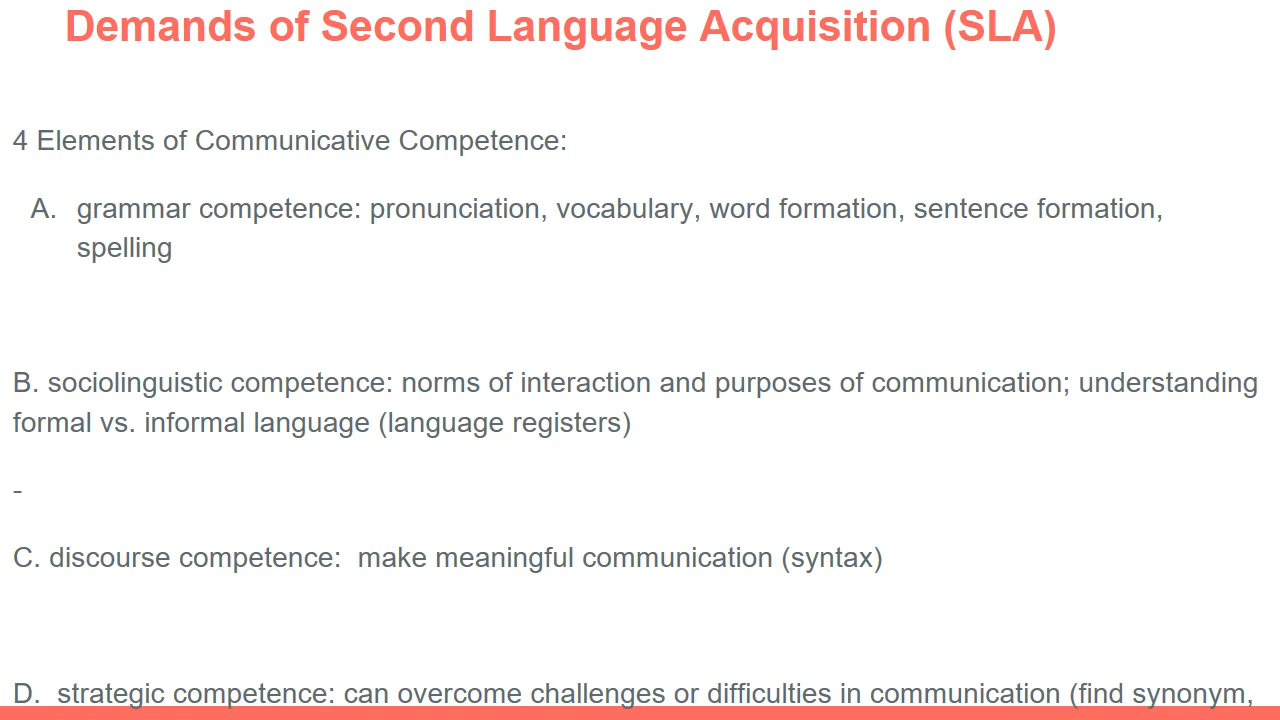 Demands of Second Language Acquisition (SLA)
4 Elements of Communicative Competence:
A. grammar competence: pronunciation, vocabulary, word formation, sentence formation,
spelling
B. sociolinguistic competence: norms of interaction and purposes of communication; understanding
formal vs. informal language (language registers)
-
C. discourse competence:  make meaningful communication (syntax)
D.  strategic competence: can overcome challenges or difficulties in communication (find synonym,